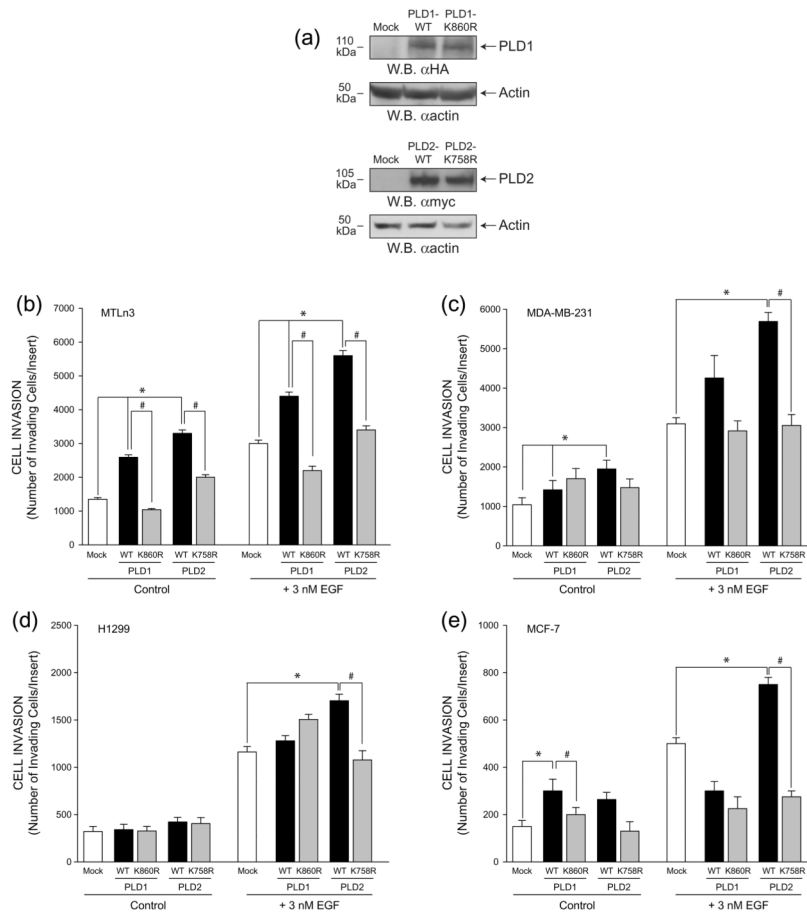 (a)
Mock
PLD1-
WT
PLD1-
K860R
110
kDa
PLD1
W.B. αHA
50
kDa
Actin
W.B. αactin
Mock
PLD2-
WT
PLD2-
K758R
105
kDa
PLD2
W.B. αmyc
50
kDa
Actin
W.B. αactin
(b)
MTLn3
CELL INVASION
(Number of Invading Cells/Insert)
7000
6000
5000
4000
3000
2000
1000
0
* # #
* # #
Mock WT K860R WT K758R Mock WT K860R WT K758R
PLD1 PLD2 PLD1 PLD2
Control + 3 nM EGF
(c)
MDA-MB-231
CELL INVASION
(Number of Invading Cells/Insert)
6000
5000
4000
3000
2000
1000
0
*
* #
Mock WT K860R WT K758R Mock WT K860R WT K758R
PLD1 PLD2 PLD1 PLD2
Control + 3 nM EGF
(d)
H1299
CELL INVASION
(Number of Invading Cells/Insert)
2500
2000
1500
1000
500
0
* #
Mock WT K860R WT K758R Mock WT K860R WT K758R
PLD1 PLD2 PLD1 PLD2
Control + 3 nM EGF
(e)
MCF-7
CELL INVASION
(Number of Invading Cells/Insert)
1000
800
600
400
200
0
* #
* #
Mock WT K860R WT K758R Mock WT K860R WT K758R
PLD1 PLD2 PLD1 PLD2
Control + 3 nM EGF